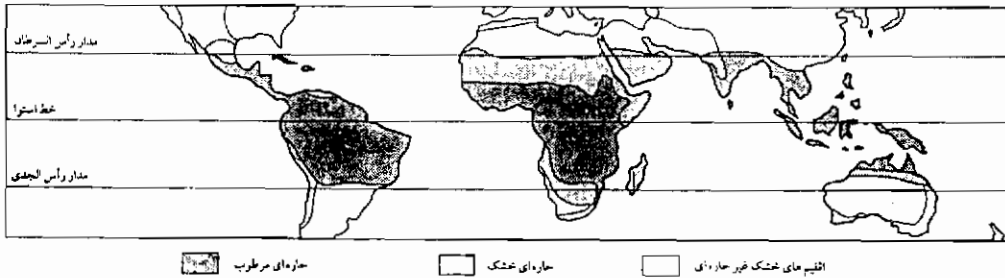 مدار رأس السرطان
خط استوا
مدار رأس الجدی
حاره‌ای مرطوب
حاره‌ای خشک
اقلیم های خشک غیر حاره‌ای